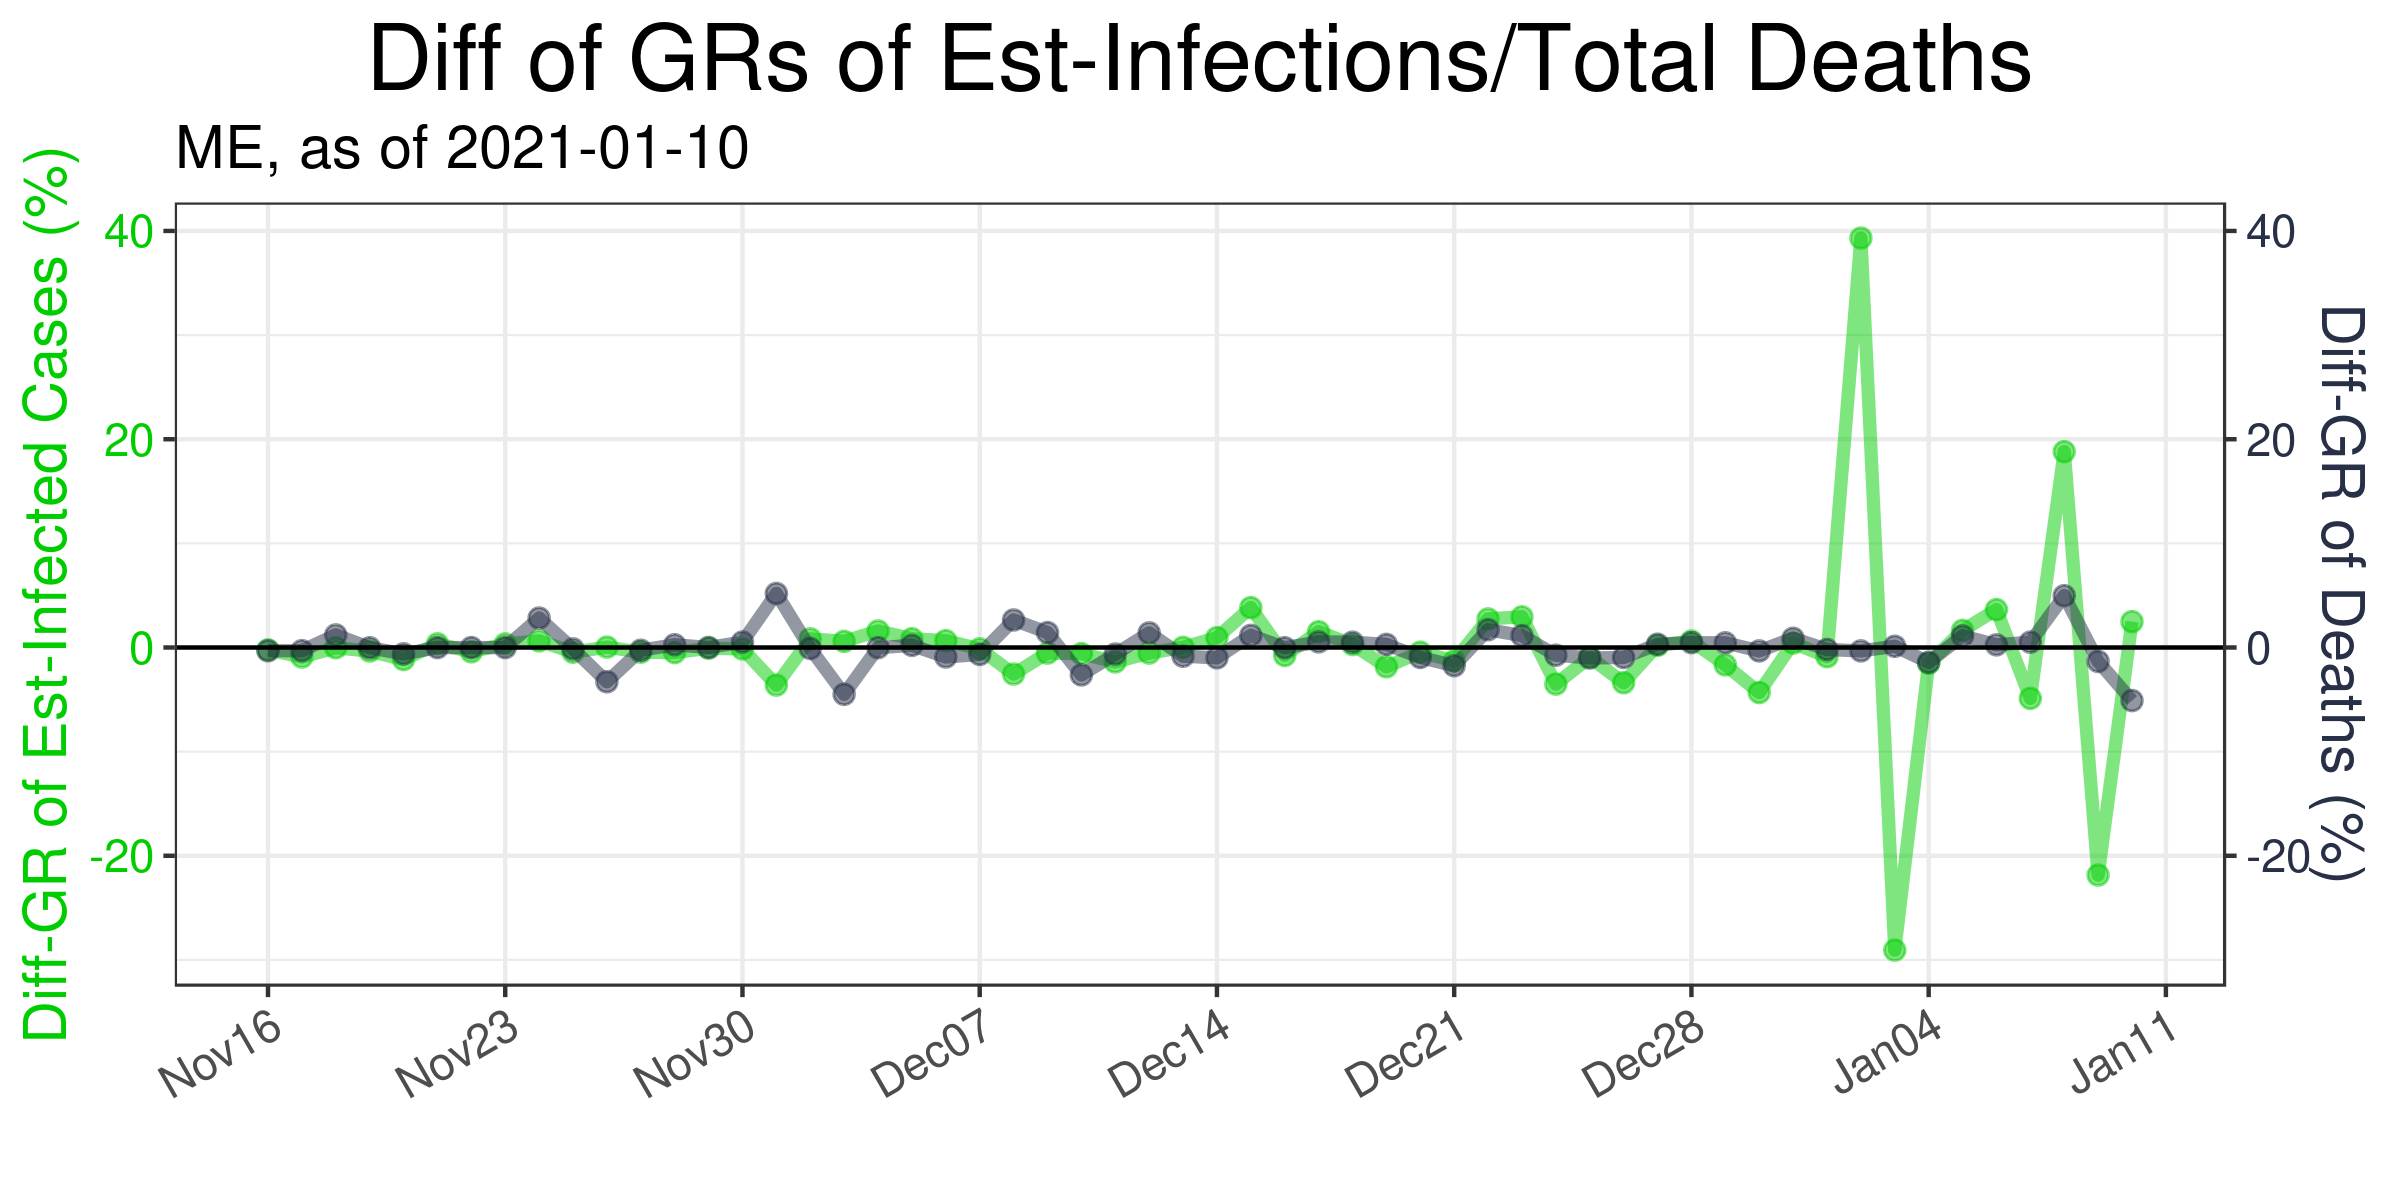 Diff of GRs of Est-Infections/Total Deaths
ME, as of 2021-01-10
Diff-GR of Est-Infected Cases (%)
40
20
0
-20
40
20
0
-20
Diff-GR of Deaths (%)
Nov16
Nov23
Nov30
Dec07
Dec14
Dec21
Dec28
Jan04
Jan11